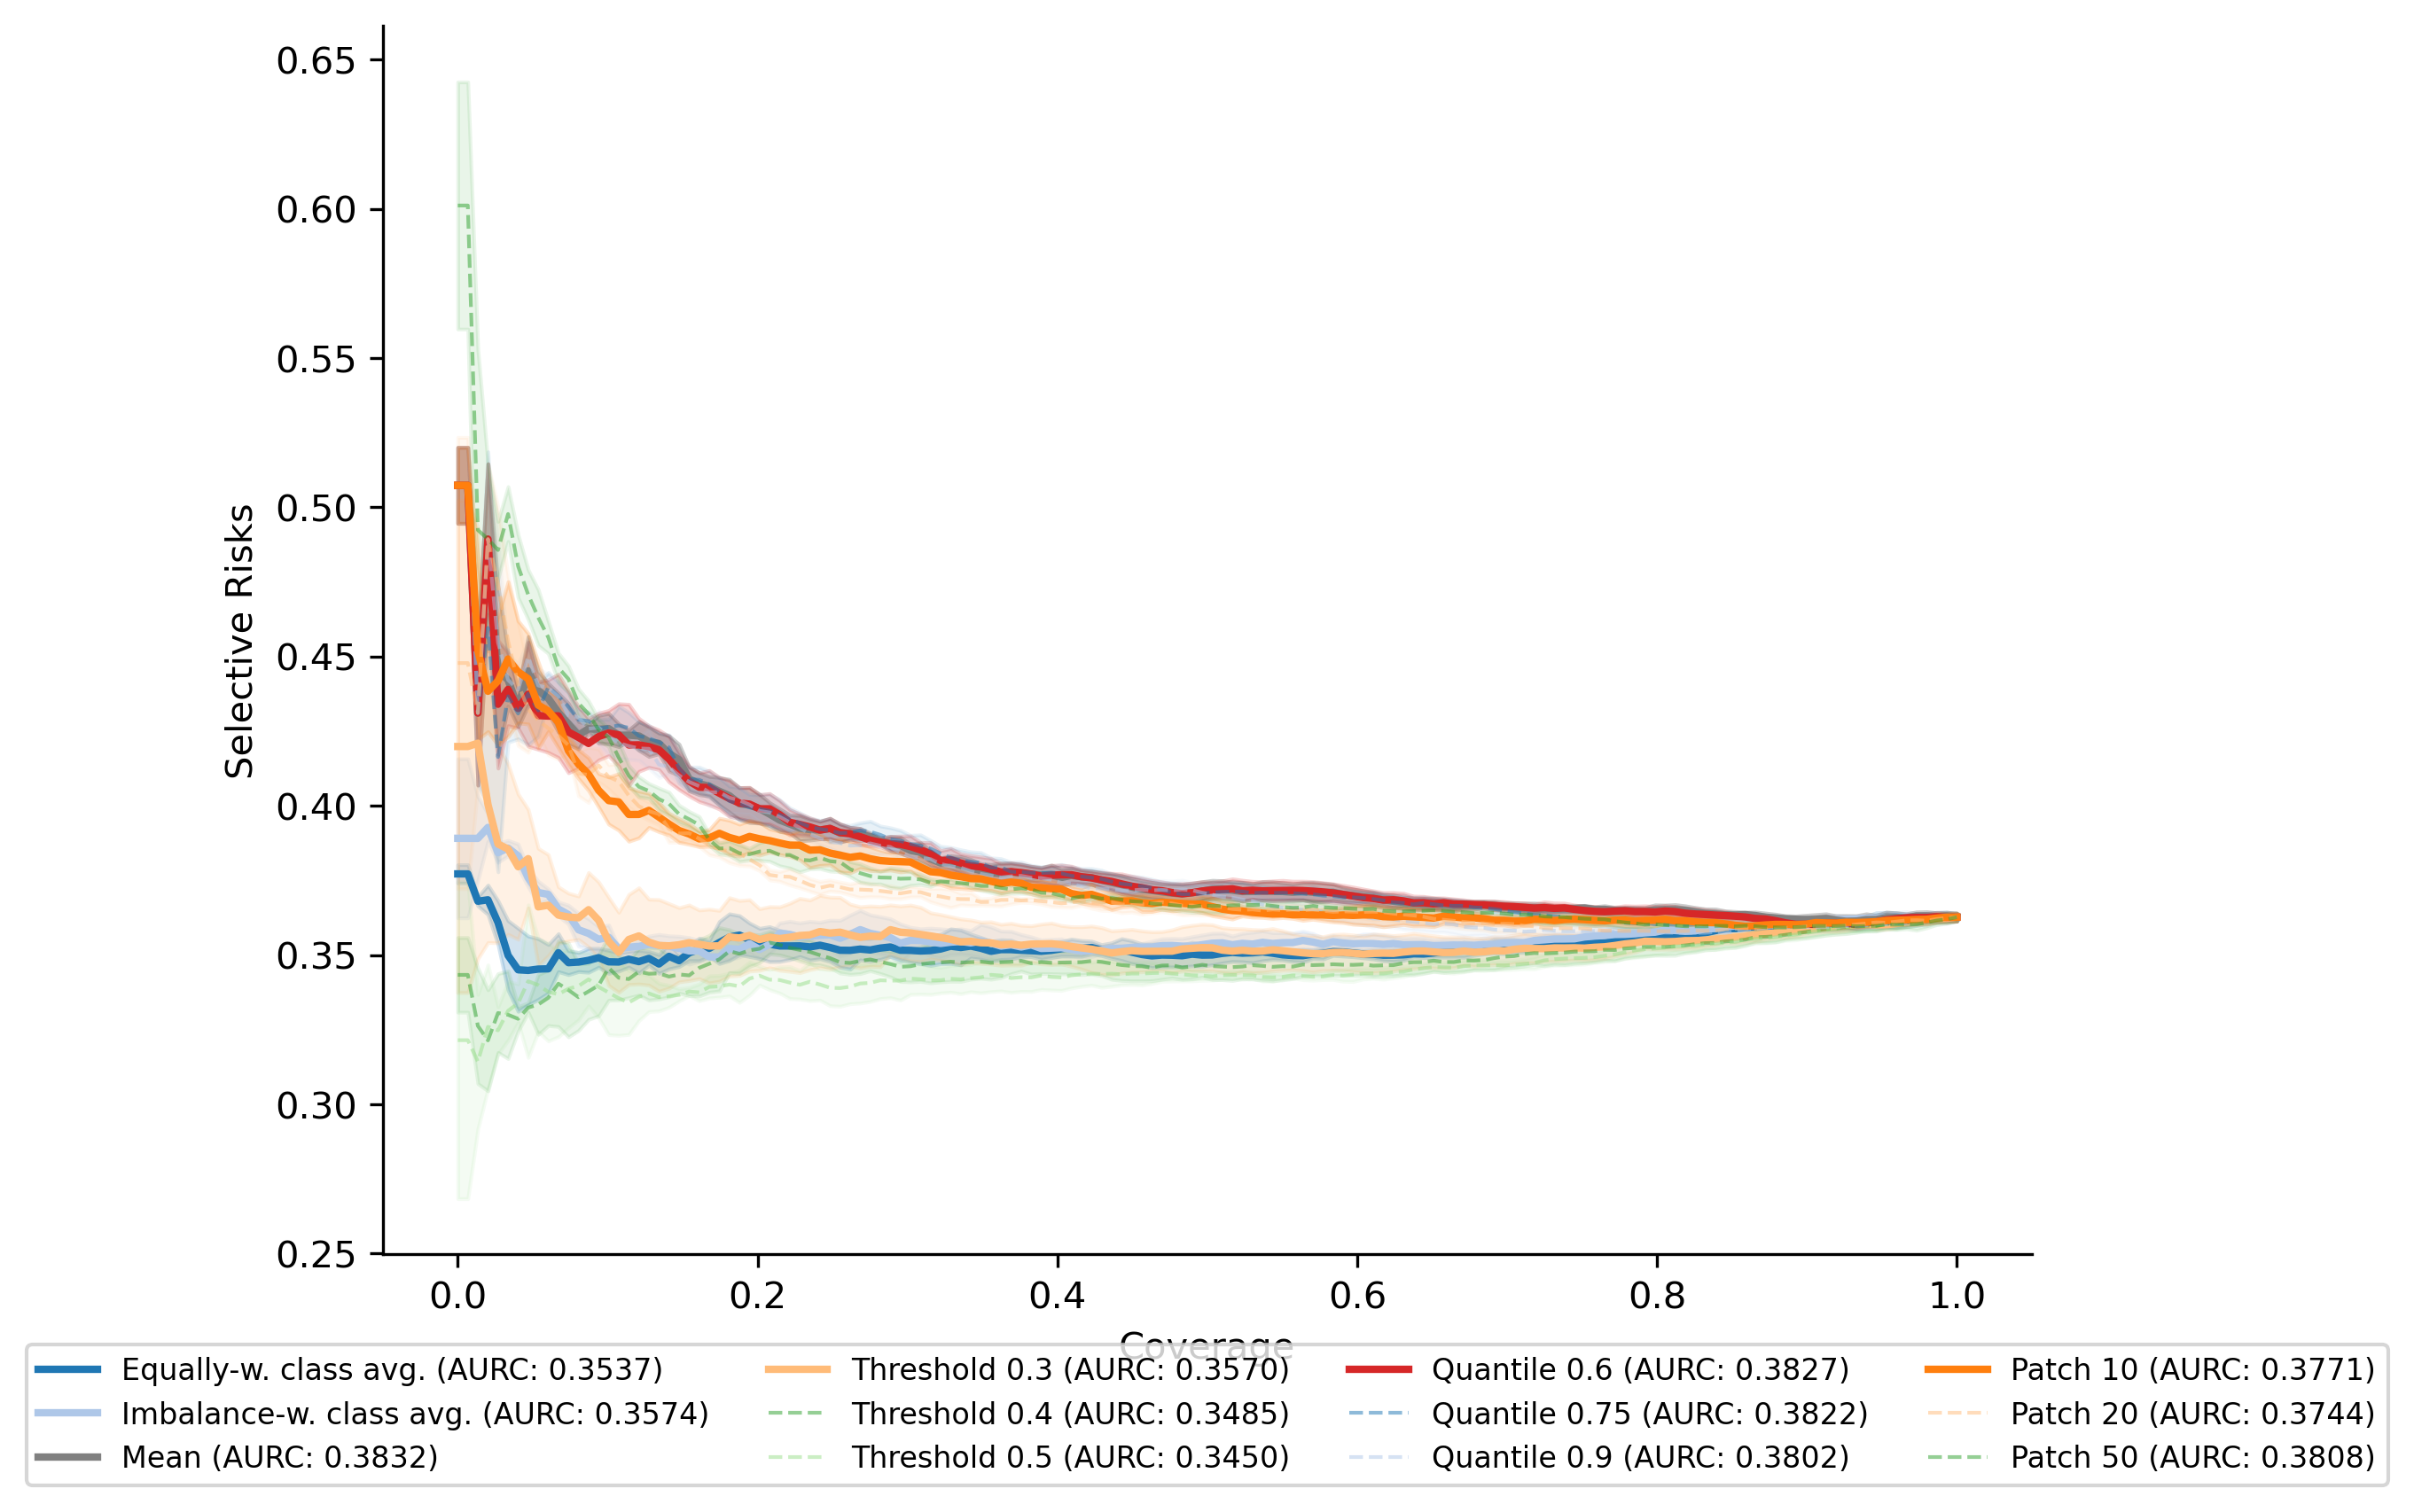 0.65
0.60
0.55
0.50
0.45
0.40
0.35
0.30
0.25
Selective Risks
0.0 0.2 0.4 0.6 0.8 1.0
Coverage
Equally-w. class avg. (AURC: 0.3537)
Imbalance-w. class avg. (AURC: 0.3574)
Mean (AURC: 0.3832)
Threshold 0.3 (AURC: 0.3570)
Threshold 0.4 (AURC: 0.3485)
Threshold 0.5 (AURC: 0.3450)
Quantile 0.6 (AURC: 0.3827)
Quantile 0.75 (AURC: 0.3822)
Quantile 0.9 (AURC: 0.3802)
Patch 10 (AURC: 0.3771)
Patch 20 (AURC: 0.3744)
Patch 50 (AURC: 0.3808)